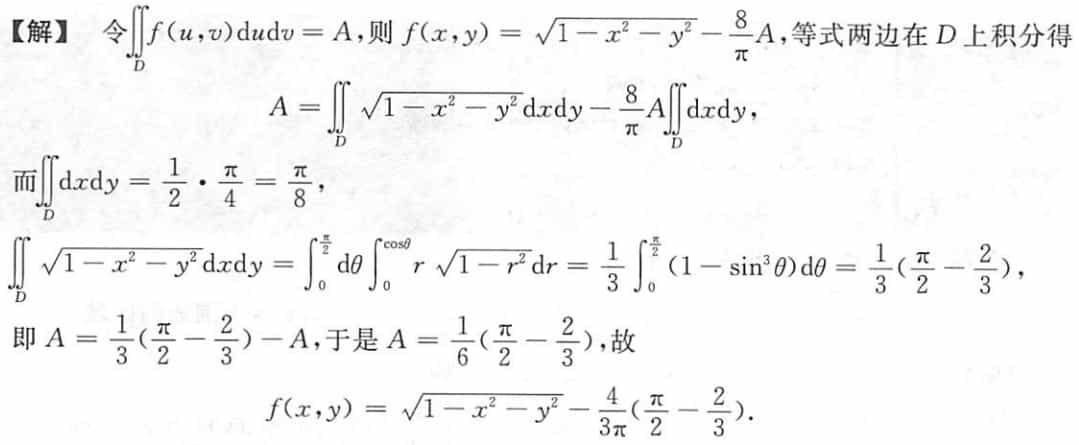 【解】 令∬_D f(u,v)dudv = A,则 f(x,y) = √(1-x²-y²) - (8/π)A,等式两边在 D 上积分得
A = ∬_D √(1-x²-y²)dxdy - (8/π)A∬_D dxdy,
而∬_D dxdy = 1/2 · π/4 = π/8,
∬_D √(1-x²-y²)dxdy = ∫_0^{π/2} dθ ∫_0^{cosθ} r√(1-r²)dr = 1/3 ∫_0^{π/2} (1-sin³θ)dθ = 1/3(π/2 - 2/3),
即 A = 1/3(π/2 - 2/3) - A,于是 A = 1/6(π/2 - 2/3),故
f(x,y) = √(1-x²-y²) - 4/(3π)(π/2 - 2/3).